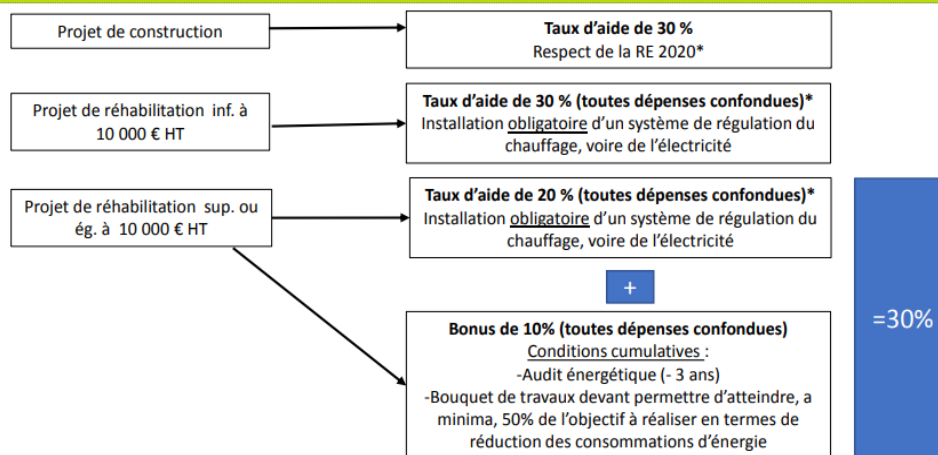 Projet de construction
Taux d'aide de 30 %
Respect de la RE 2020*
Projet de réhabilitation inf. à
10 000 € HT
Taux d'aide de 30 % (toutes dépenses confondues)*
Installation obligatoire d'un système de régulation du
chauffage, voire de l'électricité
Projet de réhabilitation sup. ou
ég. à 10 000 € HT
Taux d'aide de 20 % (toutes dépenses confondues)*
Installation obligatoire d'un système de régulation du
chauffage, voire de l'électricité
+
Bonus de 10% (toutes dépenses confondues)
Conditions cumulatives :
-Audit énergétique (- 3 ans)
-Bouquet de travaux devant permettre d'atteindre, a
minima, 50% de l'objectif à réaliser en termes de
réduction des consommations d'énergie
=30%